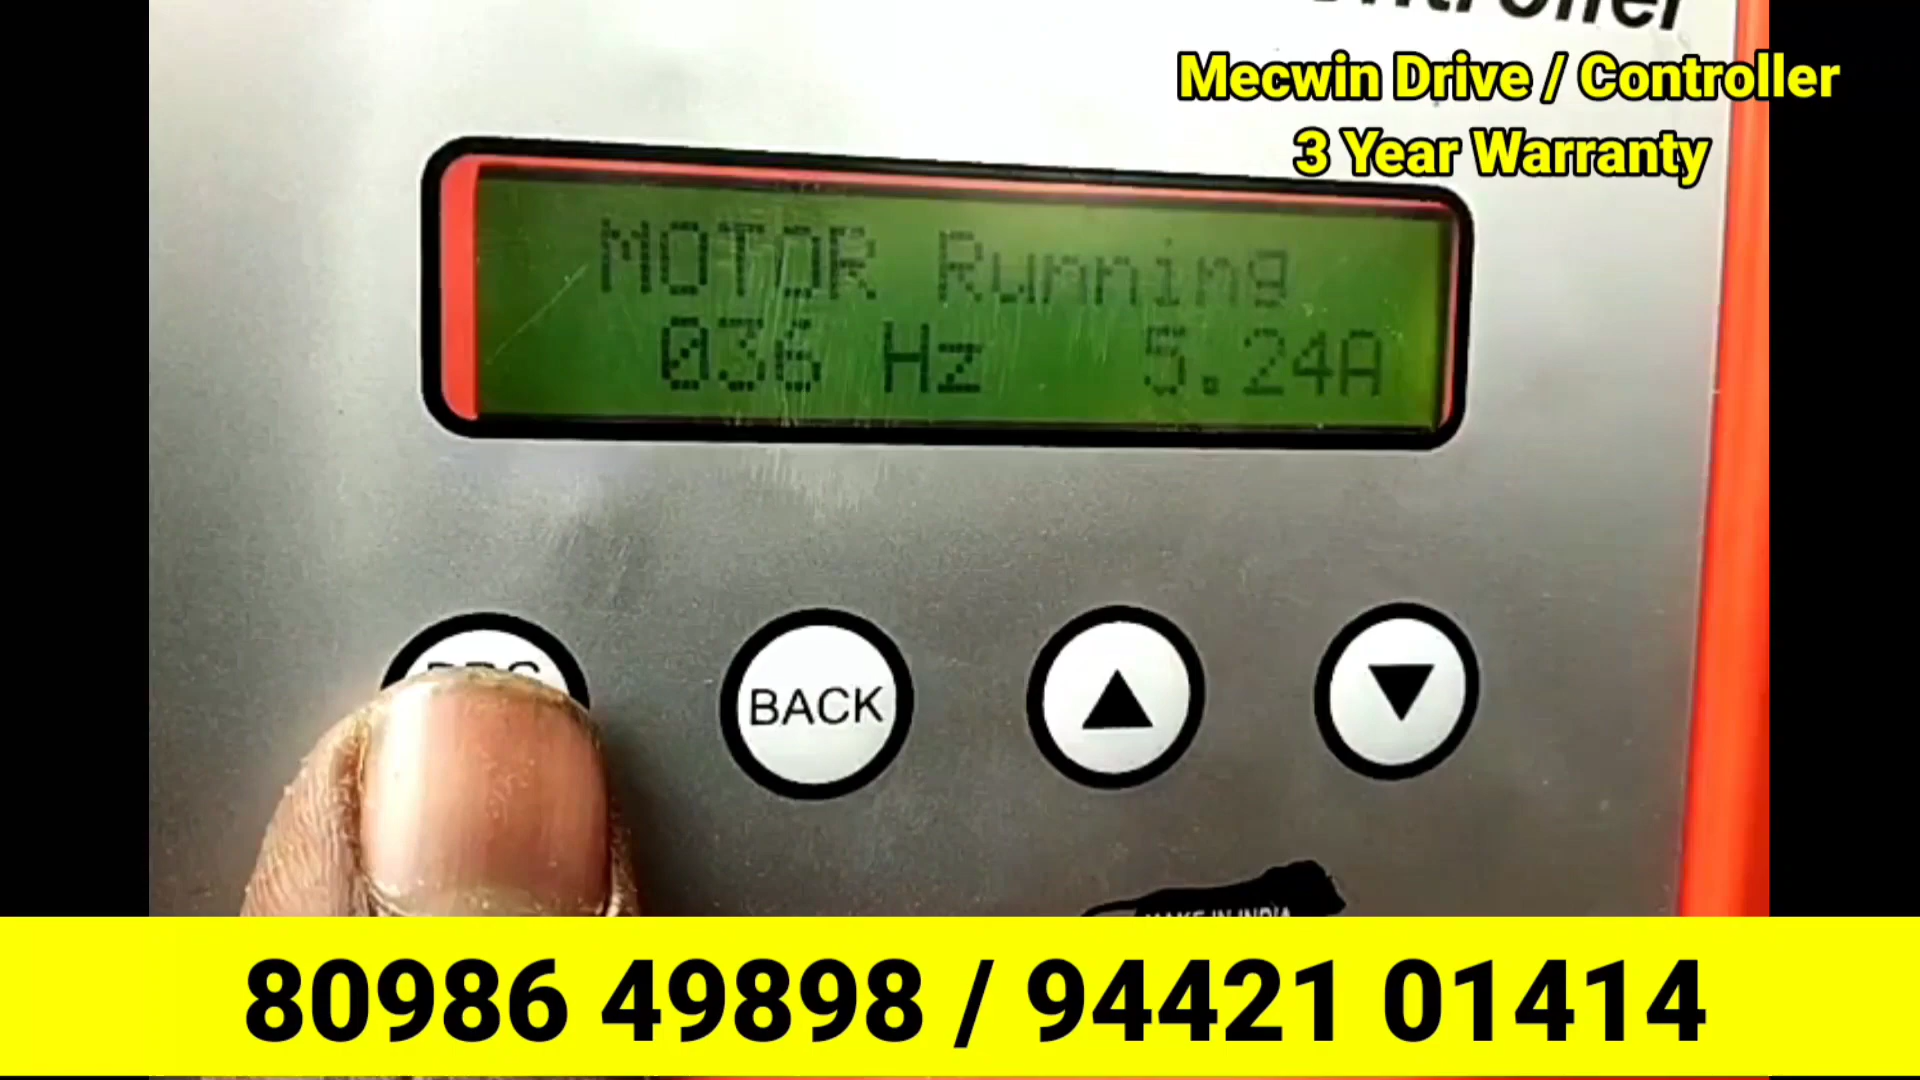 Controller
Mecwin Drive / Controller
3 Year Warranty
MOTOR Running
036 Hz 5.24A
BACK
MAKE IN INDIA
80986 49898 / 94421 01414